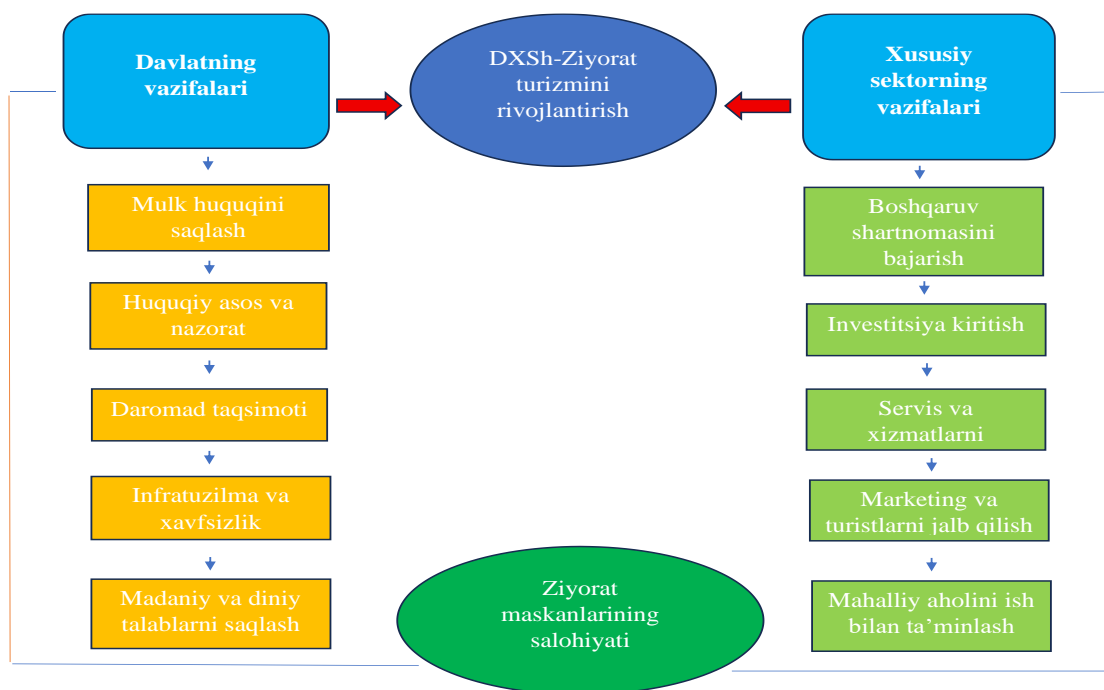 Davlatning
vazifalari
DXSh-Ziyorat
turizmini
rivojlantirish
Xususiy
sektorning
vazifalari
Mulk huquqini
saqlash
Huquqiy asos va
nazorat
Daromad taqsimoti
Infratuzilma va
xavfsizlik
Madaniy va diniy
talablarni saqlash
Boshqaruv
shartnomasini
bajarish
Investitsiya kiritish
Servis va
xizmatlarni
Marketing va
turistlarni jalb qilish
Mahalliy aholini ish
bilan ta’minlash
Ziyorat
maskanlarining
salohiyati